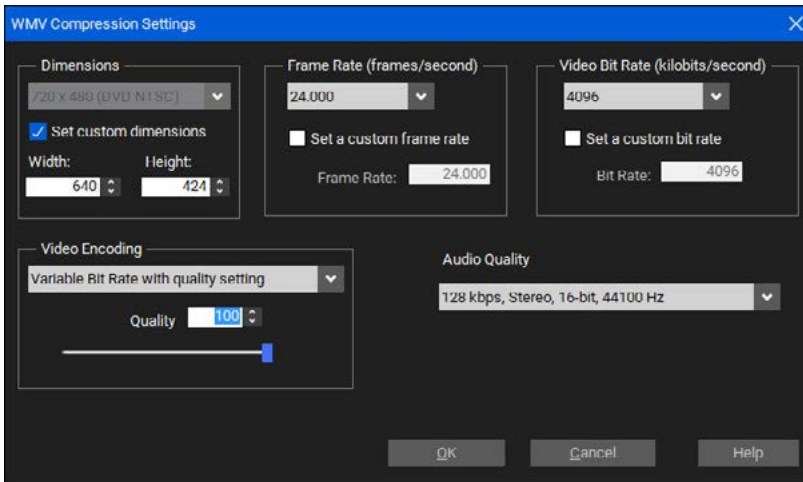 WMV Compression Settings
Dimensions
720 x 480 (DVD NTSC)
Set custom dimensions
Width: Height:
640 424
Frame Rate (frames/second)
24.000
Set a custom frame rate
Frame Rate: 24.000
Video Bit Rate (kilobits/second)
4096
Set a custom bit rate
Bit Rate: 4096
Video Encoding
Variable Bit Rate with quality setting
Quality 100
Audio Quality
128 kbps, Stereo, 16-bit, 44100 Hz
OK Cancel Help